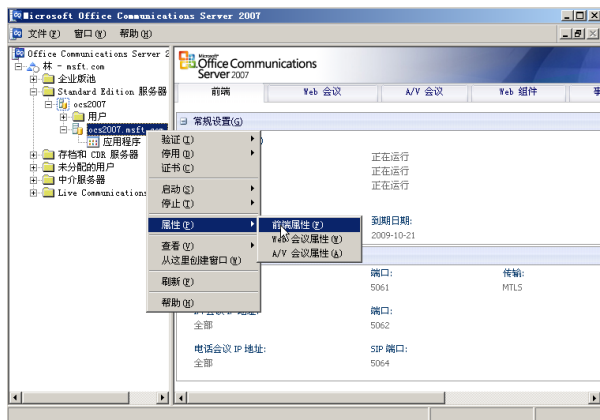 Microsoft Office Communications Server 2007
文件(F) 窗口(W) 帮助(H)
Office Communications Server 2
林 - msft.com
企业版池
Standard Edition 服务器
ocs2007
用户
ocs2007.msft.com
应用程序
存档和 CDR 服务器
未分配的用户
中介服务器
Live Communications
验证(I)
停用(D)
证书(C)
启动(S)
停止(T)
属性(P)
查看(V)
从这里创建窗口(W)
刷新(F)
帮助(H)
前端属性(F)
Web 会议属性(W)
A/V 会议属性(A)
Microsoft
Office Communications
Server 2007
前端 Web 会议 A/V 会议 Web 组件 事
常规设置(G)
正在运行
正在运行
正在运行
到期日期:
2009-10-21
端口: 传输:
5061 MTLS
端口:
全部 5062
电话会议 IP 地址: SIP 端口:
全部 5064